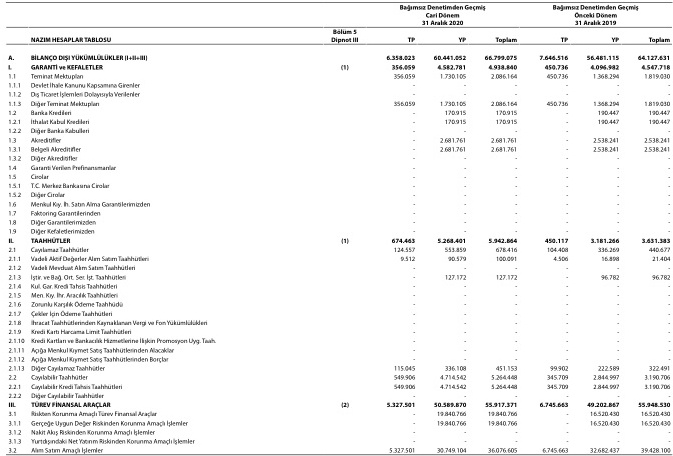 Bağımsız Denetimden Geçmiş Bağımsız Denetimden Geçmiş
Cari Dönem Önceki Dönem
31 Aralık 2020 31 Aralık 2019
Bölüm 5
NAZIM HESAPLAR TABLOSU Dipnot III TP YP Toplam TP YP Toplam
A. BİLANÇO DIŞI YÜKÜMLÜLÜKLER (I+II+III) 6.358.023 60.441.052 66.799.075 7.646.516 56.481.115 64.127.631
I. GARANTİ ve KEFALETLER (1) 356.059 4.582.781 4.938.840 450.736 4.096.982 4.547.718
1.1 Teminat Mektupları 356.059 1.730.105 2.086.164 450.736 1.368.294 1.819.030
1.1.1 Devlet İhale Kanunu Kapsamına Girenler - - - - - -
1.1.2 Dış Ticaret İşlemleri Dolayısıyla Verilenler - - - - - -
1.1.3 Diğer Teminat Mektupları 356.059 1.730.105 2.086.164 450.736 1.368.294 1.819.030
1.2 Banka Kredileri - 170.915 170.915 - 190.447 190.447
1.2.1 İthalat Kabul Kredileri - 170.915 170.915 - 190.447 190.447
1.2.2 Diğer Banka Kabulleri - - - - - -
1.3 Akreditifler - 2.681.761 2.681.761 - 2.538.241 2.538.241
1.3.1 Belgeli Akreditifler - 2.681.761 2.681.761 - 2.538.241 2.538.241
1.3.2 Diğer Akreditifler - - - - - -
1.4 Garanti Verilen Prefinansmanlar - - - - - -
1.5 Cirolar - - - - - -
1.5.1 T.C. Merkez Bankasına Cirolar - - - - - -
1.5.2 Diğer Cirolar - - - - - -
1.6 Menkul Kıy. İh. Satın Alma Garantilerimizden - - - - - -
1.7 Faktoring Garantilerinden - - - - - -
1.8 Diğer Garantilerimizden - - - - - -
1.9 Diğer Kefaletlerimizden - - - - - -
II. TAAHHÜTLER (1) 674.463 5.268.401 5.942.864 450.117 3.181.266 3.631.383
2.1 Cayılamaz Taahhütler 124.557 553.859 678.416 104.408 336.269 440.677
2.1.1 Vadeli Aktif Değerler Alım Satım Taahhütleri 9.512 90.579 100.091 4.506 16.898 21.404
2.1.2 Vadeli Mevduat Alım Satım Taahhütleri - - - - - -
2.1.3 İştir. ve Bağ. Ort. Ser. İşt. Taahhütleri - 127.172 127.172 - 96.782 96.782
2.1.4 Kul. Gar. Kredi Tahsis Taahhütleri - - - - - -
2.1.5 Men. Kıy. İhr. Aracılık Taahhütleri - - - - - -
2.1.6 Zorunlu Karşılık Ödeme Taahhüdü - - - - - -
2.1.7 Çekler İçin Ödeme Taahhütleri - - - - - -
2.1.8 İhracat Taahhütlerinden Kaynaklanan Vergi ve Fon Yükümlülükleri - - - - - -
2.1.9 Kredi Kartı Harcama Limit Taahhütleri - - - - - -
2.1.10 Kredi Kartları ve Bankacılık Hizmetlerine İlişkin Promosyon Uyg. Taah. - - - - - -
2.1.11 Açığa Menkul Kıymet Satış Taahhütlerinden Alacaklar - - - - - -
2.1.12 Açığa Menkul Kıymet Satış Taahhütlerinden Borçlar - - - - - -
2.1.13 Diğer Cayılamaz Taahhütler 115.045 336.108 451.153 99.902 222.589 322.491
2.2 Cayılabilir Taahhütler 549.906 4.714.542 5.264.448 345.709 2.844.997 3.190.706
2.2.1 Cayılabilir Kredi Tahsis Taahhütleri 549.906 4.714.542 5.264.448 345.709 2.844.997 3.190.706
2.2.2 Diğer Cayılabilir Taahhütler - - - - - -
III. TÜREV FİNANSAL ARAÇLAR (2) 5.327.501 50.589.870 55.917.371 6.745.663 49.202.867 55.948.530
3.1 Riskten Korunma Amaçlı Türev Finansal Araçlar - 19.840.766 19.840.766 - 16.520.430 16.520.430
3.1.1 Gerçeğe Uygun Değer Riskinden Korunma Amaçlı İşlemler - 19.840.766 19.840.766 - 16.520.430 16.520.430
3.1.2 Nakit Akış Riskinden Korunma Amaçlı İşlemler - - - - - -
3.1.3 Yurtdışındaki Net Yatırım Riskinden Korunma Amaçlı İşlemler - - - - - -
3.2 Alım Satım Amaçlı İşlemler 5.327.501 30.749.104 36.076.605 6.745.663 32.682.437 39.428.100